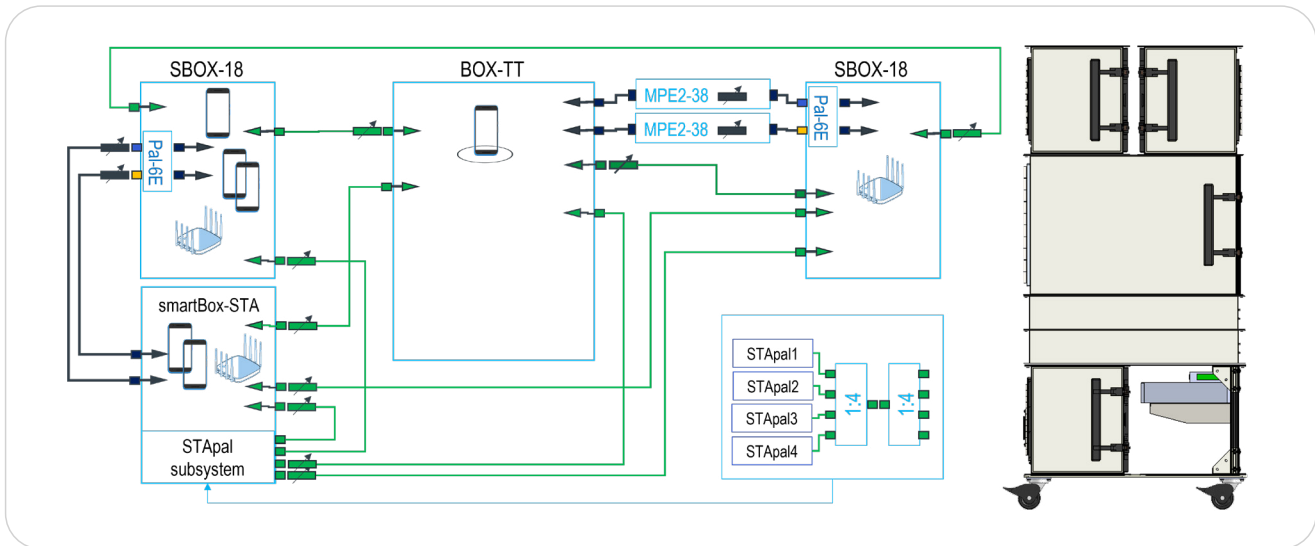 SBOX-18
BOX-TT
SBOX-18
MPE2-38
MPE2-38
Pal-6E
Pal-6E
smartBox-STA
STApal
subsystem
STApal1
STApal2
STApal3
STApal4
1:4
1:4